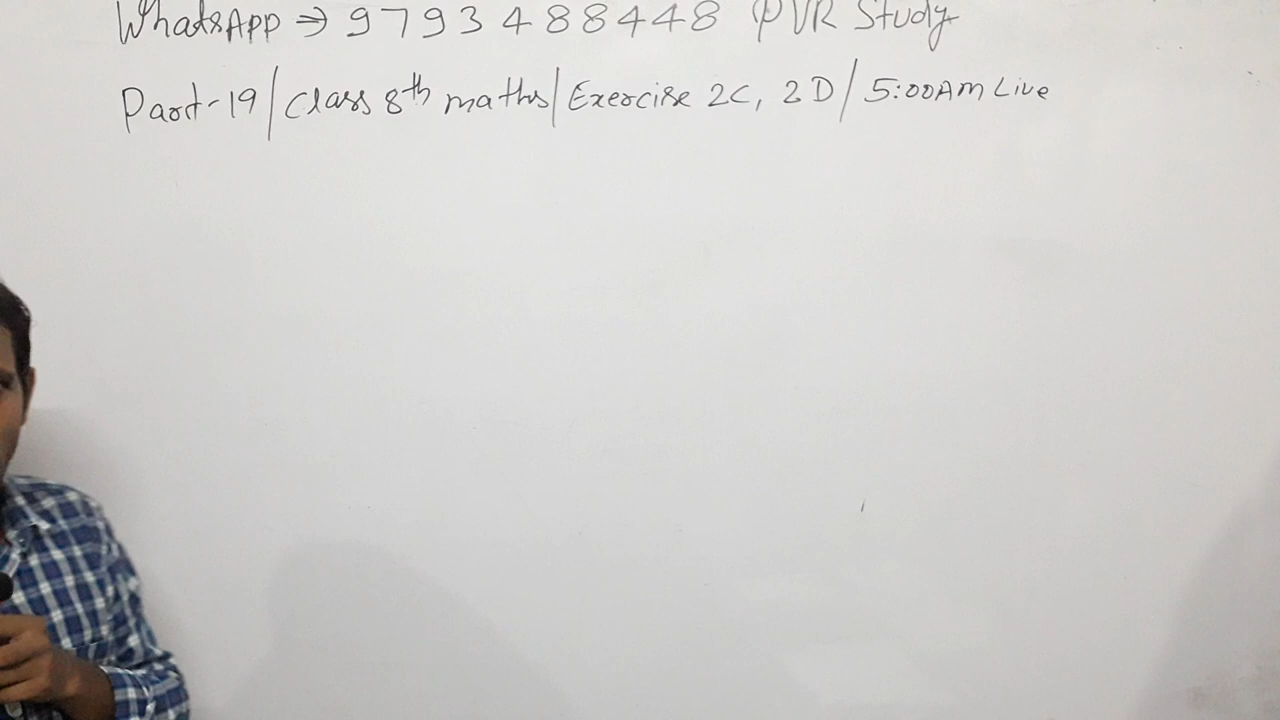 WhatsApp ⇒ 9793488448 PVR Study
Part-19/Class 8th maths/Exercise 2C, 2D/5:00AM Live